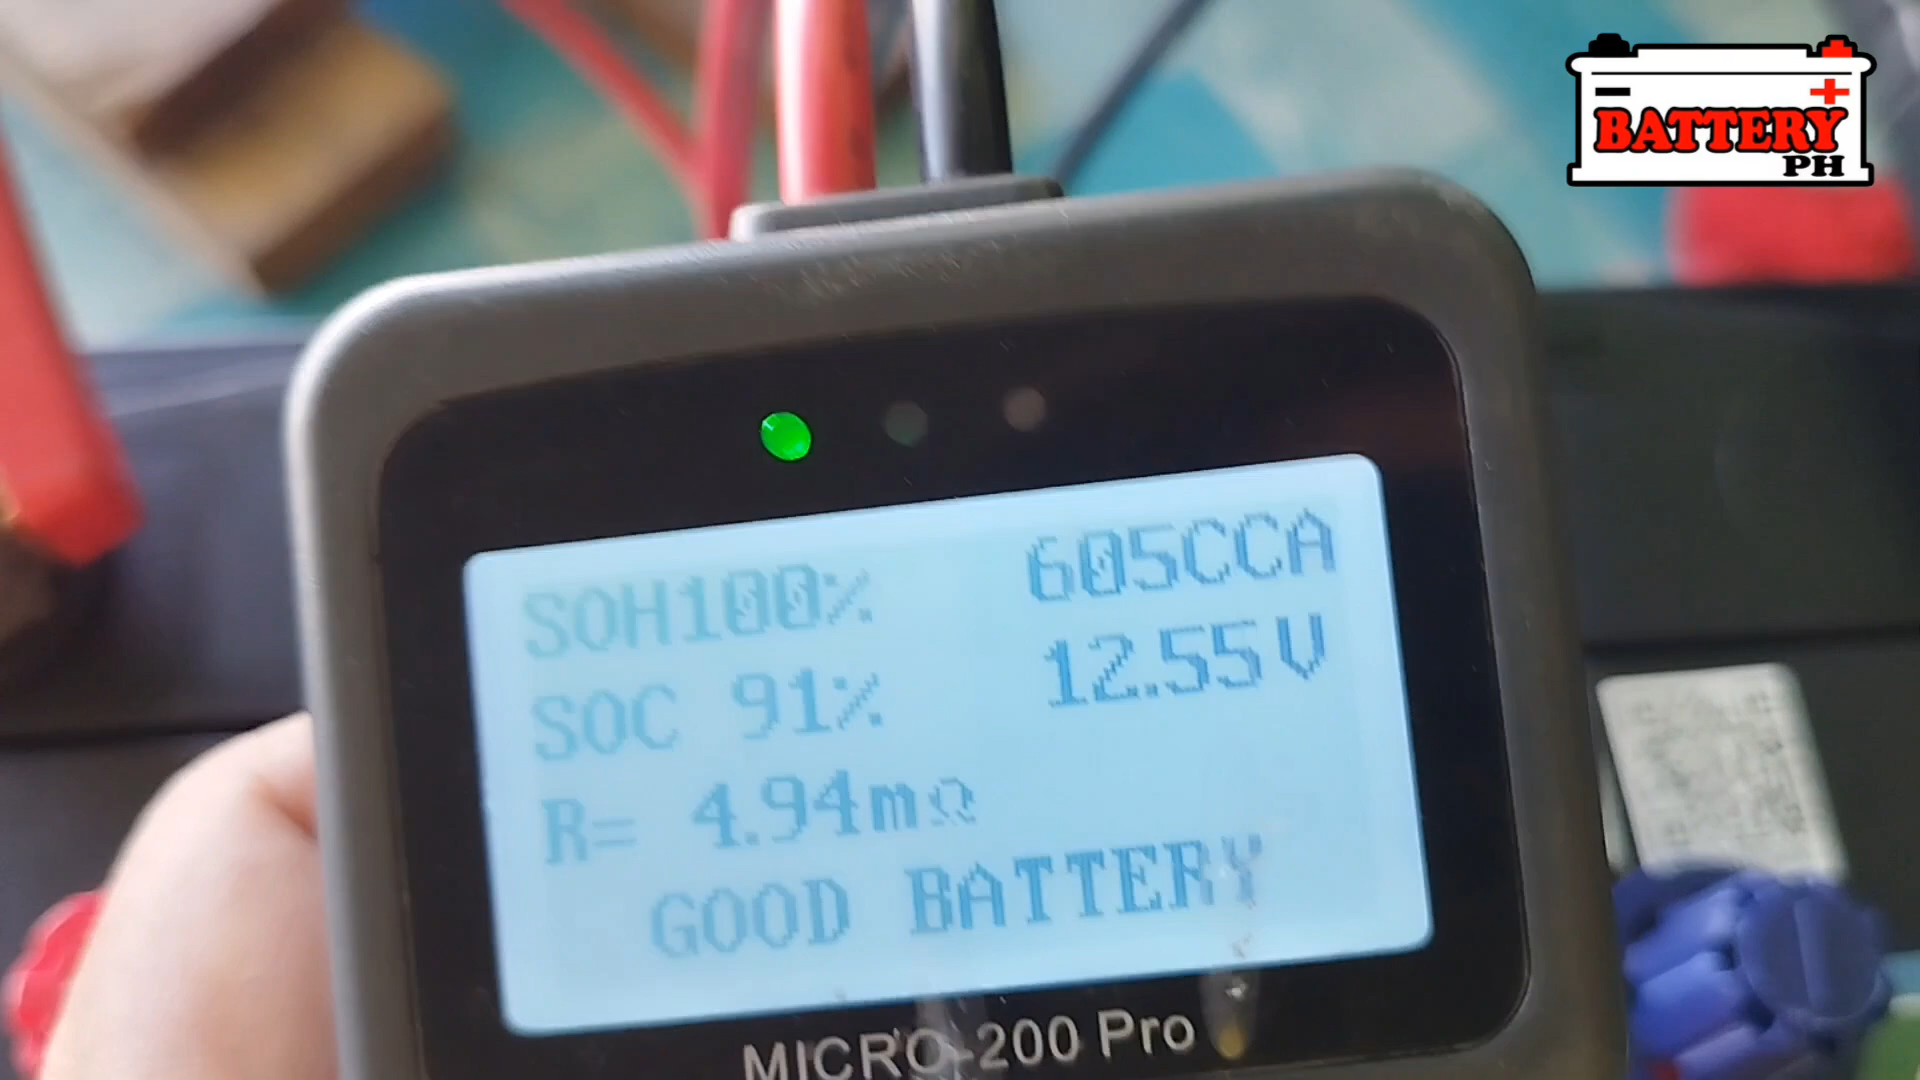 BATTERY
PH
SOH100% 605CCA
SOC 91% 12.55V
R= 4.94mΩ
GOOD BATTERY
MICRO-200 Pro